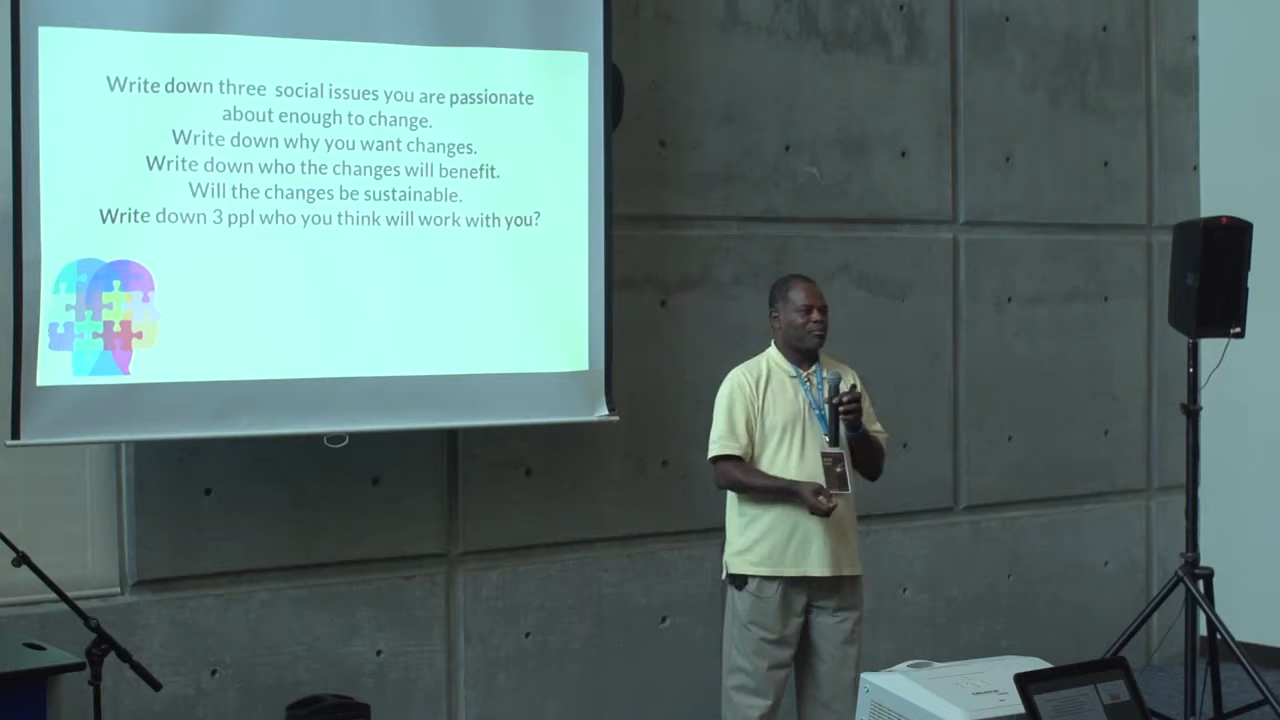 Write down three social issues you are passionate
about enough to change.
Write down why you want changes.
Write down who the changes will benefit.
Will the changes be sustainable.
Write down 3 ppl who you think will work with you?